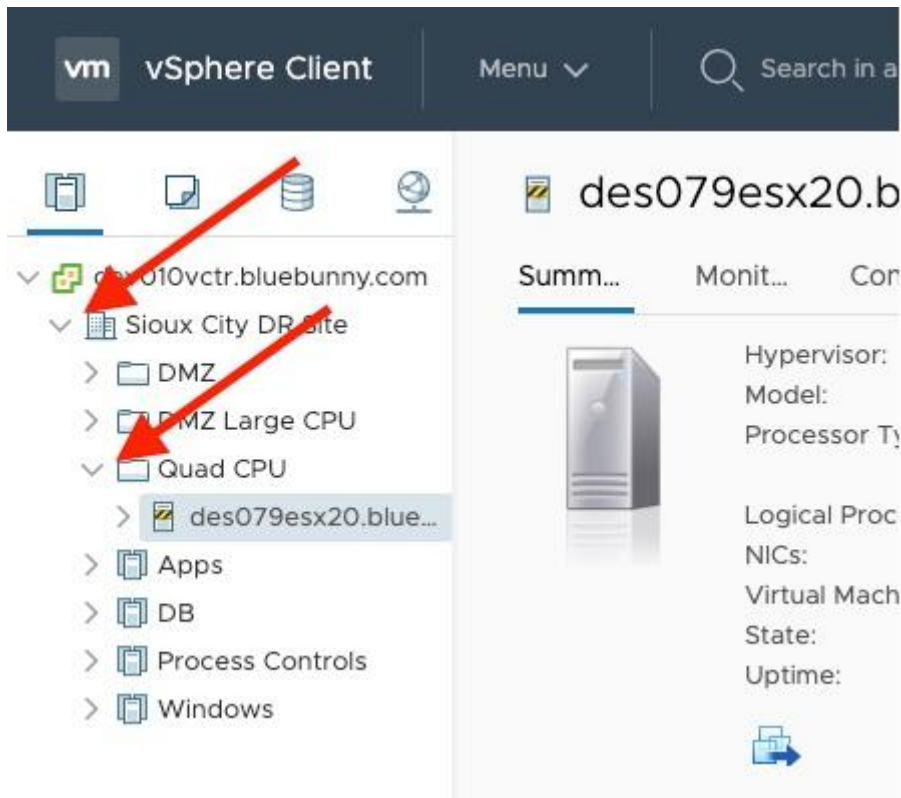 vm vSphere Client Menu Search in a
des079esx20.b
010vctr.bluebunny.com
Summ... Monit... Con
Sioux City DR Site
Hypervisor:
DMZ
Model:
DMZ Large CPU
Processor Ty
Quad CPU
des079esx20.blue...
Logical Proc
NICs:
Apps
Virtual Mach
DB
State:
Process Controls
Uptime:
Windows